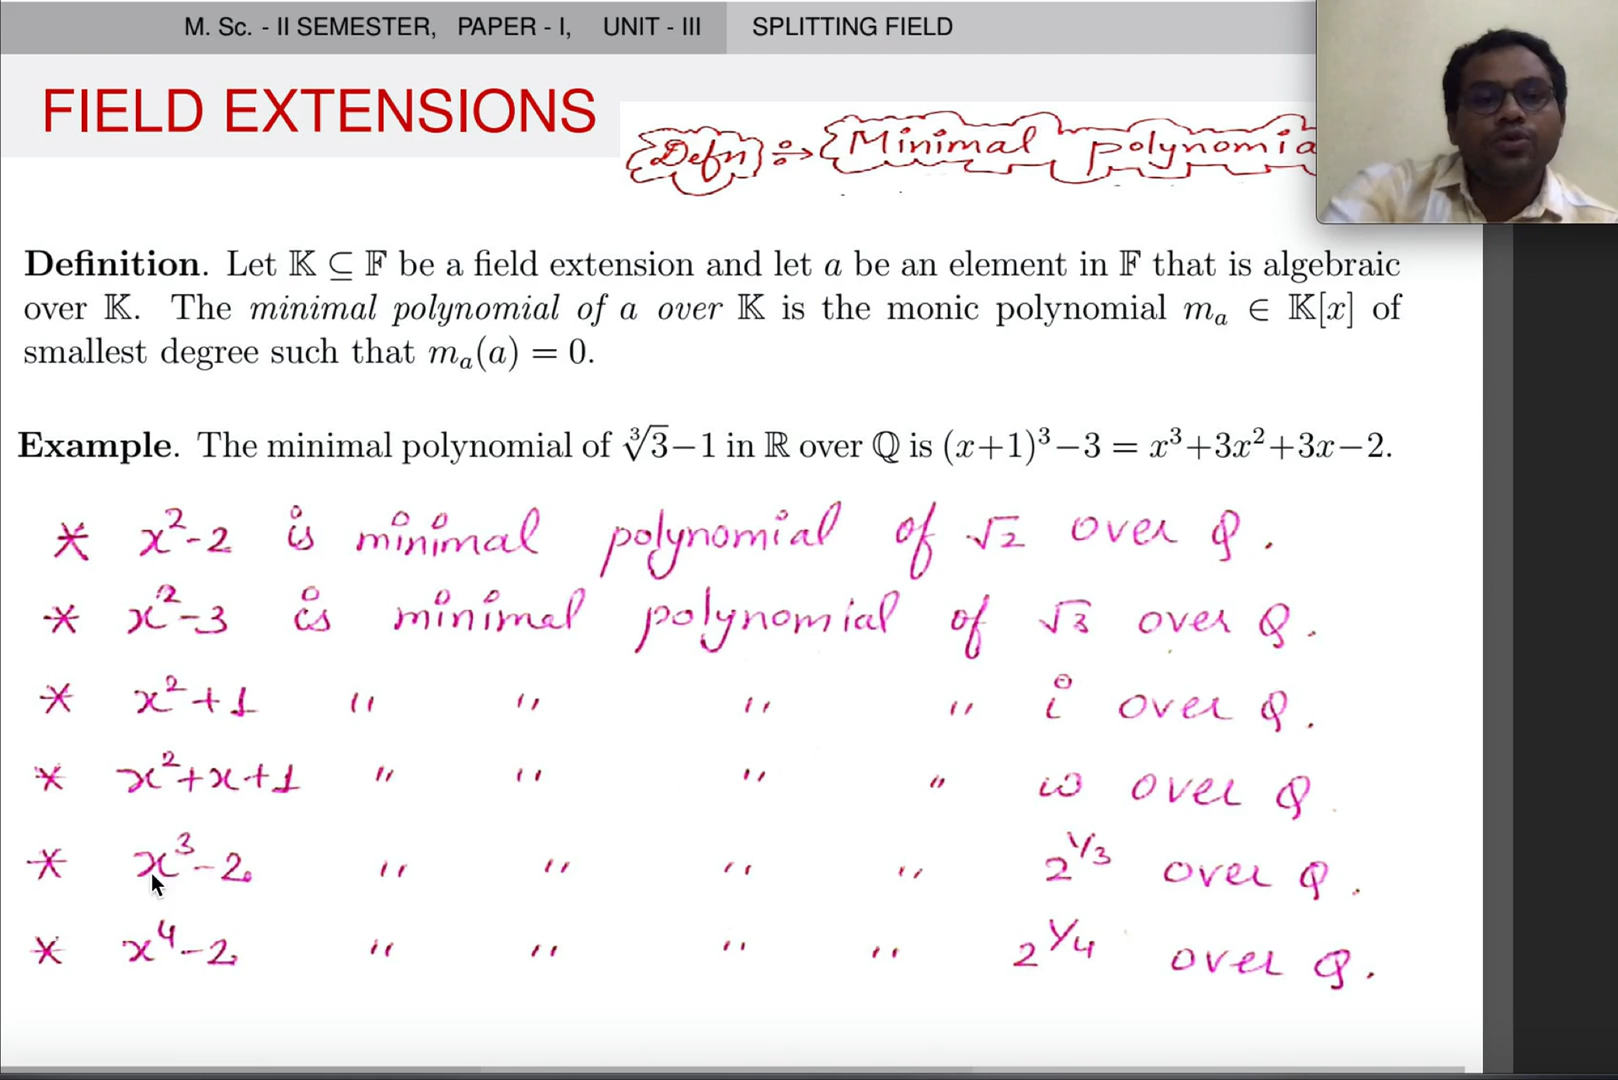 M. Sc. - II SEMESTER, PAPER - I, UNIT - III SPLITTING FIELD
FIELD EXTENSIONS
Defn :→ Minimal polynomia
Definition. Let 𝕂 ⊆ 𝔽 be a field extension and let a be an element in 𝔽 that is algebraic
over 𝕂. The minimal polynomial of a over 𝕂 is the monic polynomial mₐ ∈ 𝕂[x] of
smallest degree such that mₐ(a) = 0.
Example. The minimal polynomial of ∛3−1 in ℝ over ℚ is (x+1)³−3 = x³+3x²+3x−2.
* x²-2 is minimal polynomial of √2 over Q.
* x²-3 is minimal polynomial of √3 over Q.
* x²+1 " " " " i over Q.
* x²+x+1 " " " " ω over Q.
* x³-2 " " " " 2^1/3 over Q.
* x⁴-2 " " " " 2^1/4 over Q.